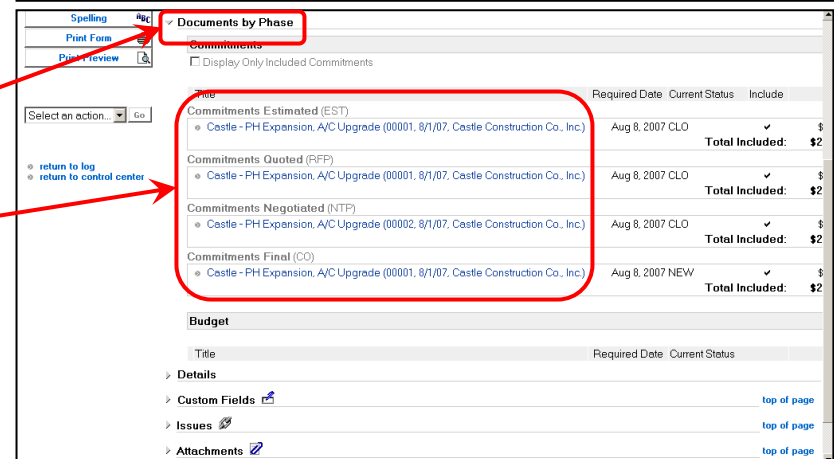 Spelling
Print Form
Print Preview
Select an action... Go
return to log
return to control center
Documents by Phase
Commitments
Display Only Included Commitments
Title Required Date Current Status Include
Commitments Estimated (EST)
Castle - PH Expansion, A/C Upgrade (00001, 8/1/07, Castle Construction Co., Inc.) Aug 8, 2007 CLO $
Total Included: $2
Commitments Quoted (RFP)
Castle - PH Expansion, A/C Upgrade (00001, 8/1/07, Castle Construction Co., Inc.) Aug 8, 2007 CLO $
Total Included: $2
Commitments Negotiated (NTP)
Castle - PH Expansion, A/C Upgrade (00002, 8/1/07, Castle Construction Co., Inc.) Aug 8, 2007 CLO $
Total Included: $2
Commitments Final (CO)
Castle - PH Expansion, A/C Upgrade (00001, 8/1/07, Castle Construction Co., Inc.) Aug 8, 2007 NEW $
Total Included: $2
Budget
Title Required Date Current Status
Details
Custom Fields top of page
Issues top of page
Attachments top of page